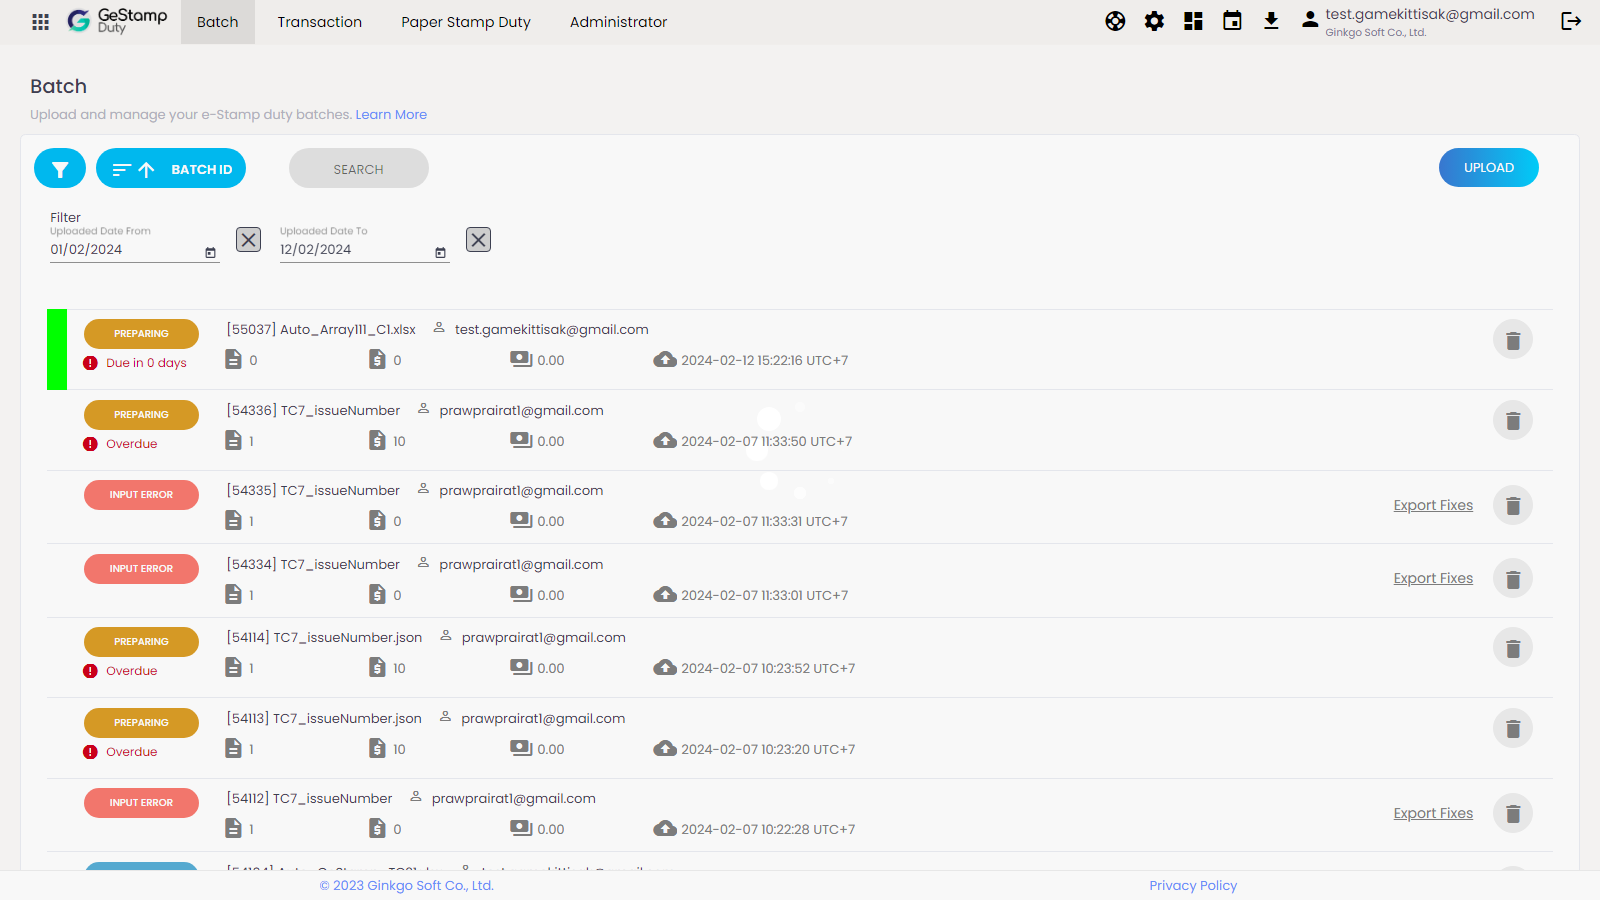 GeStamp
Duty
Batch
Transaction
Paper Stamp Duty
Administrator
test.gamekittisak@gmail.com
Ginkgo Soft Co., Ltd.
Batch
Upload and manage your e-Stamp duty batches. Learn More
BATCH ID
SEARCH
UPLOAD
Filter
Uploaded Date From
01/02/2024
Uploaded Date To
12/02/2024
PREPARING
Due in 0 days
[55037] Auto_Array111_C1.xlsx test.gamekittisak@gmail.com
0 0 0.00 2024-02-12 15:22:16 UTC+7
PREPARING
Overdue
[54336] TC7_issueNumber prawprairat1@gmail.com
1 10 0.00 2024-02-07 11:33:50 UTC+7
INPUT ERROR
[54335] TC7_issueNumber prawprairat1@gmail.com
1 0 0.00 2024-02-07 11:33:31 UTC+7
Export Fixes
INPUT ERROR
[54334] TC7_issueNumber prawprairat1@gmail.com
1 0 0.00 2024-02-07 11:33:01 UTC+7
Export Fixes
PREPARING
Overdue
[54114] TC7_issueNumber.json prawprairat1@gmail.com
1 10 0.00 2024-02-07 10:23:52 UTC+7
PREPARING
Overdue
[54113] TC7_issueNumber.json prawprairat1@gmail.com
1 10 0.00 2024-02-07 10:23:20 UTC+7
INPUT ERROR
[54112] TC7_issueNumber prawprairat1@gmail.com
1 0 0.00 2024-02-07 10:22:28 UTC+7
Export Fixes
© 2023 Ginkgo Soft Co., Ltd.
Privacy Policy